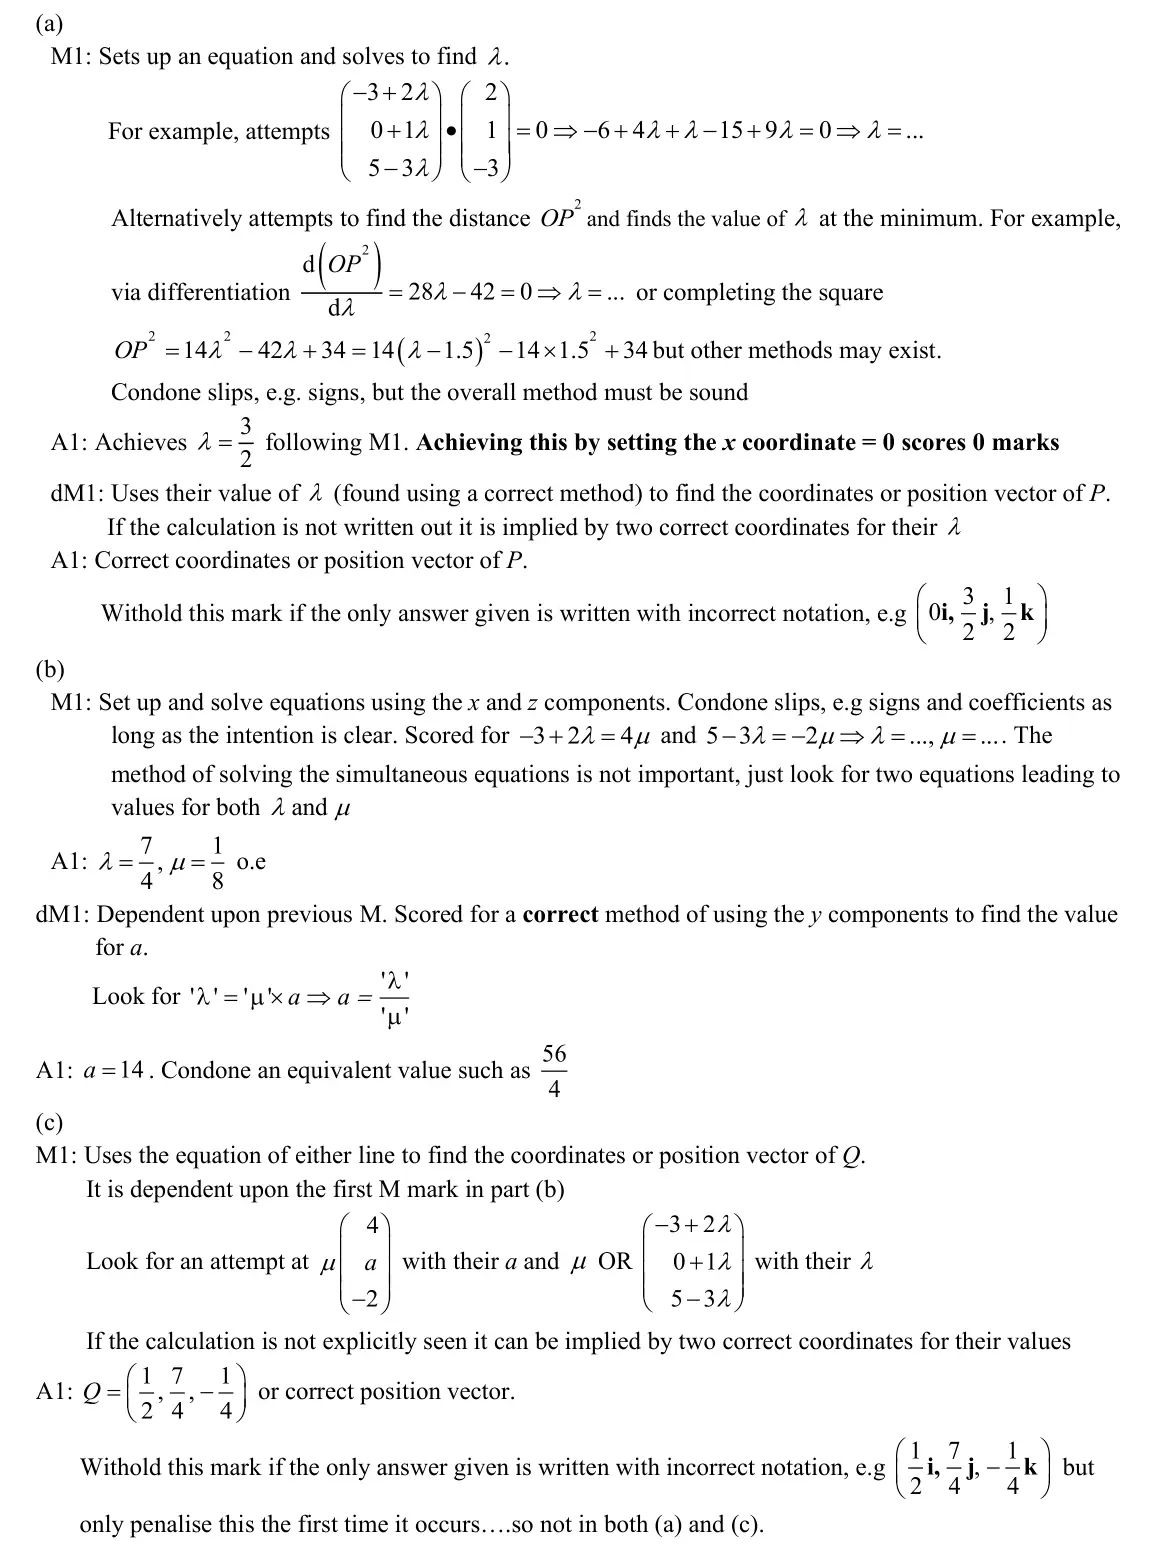 (a)
M1: Sets up an equation and solves to find λ.
For example, attempts (−3+2λ, 0+1λ, 5−3λ) • (2, 1, −3) = 0 ⇒ −6+4λ+λ−15+9λ = 0 ⇒ λ = ...
Alternatively attempts to find the distance OP² and finds the value of λ at the minimum. For example,
via differentiation d(OP²)/dλ = 28λ − 42 = 0 ⇒ λ = ... or completing the square
OP² = 14λ² − 42λ + 34 = 14(λ − 1.5)² − 14×1.5² + 34 but other methods may exist.
Condone slips, e.g. signs, but the overall method must be sound
A1: Achieves λ = 3/2 following M1. Achieving this by setting the x coordinate = 0 scores 0 marks
dM1: Uses their value of λ (found using a correct method) to find the coordinates or position vector of P.
If the calculation is not written out it is implied by two correct coordinates for their λ
A1: Correct coordinates or position vector of P.
Withold this mark if the only answer given is written with incorrect notation, e.g (0i, 3/2 j, 1/2 k)
(b)
M1: Set up and solve equations using the x and z components. Condone slips, e.g signs and coefficients as
long as the intention is clear. Scored for −3+2λ = 4μ and 5−3λ = −2μ ⇒ λ = ..., μ = .... The
method of solving the simultaneous equations is not important, just look for two equations leading to
values for both λ and μ
A1: λ = 7/4, μ = 1/8 o.e
dM1: Dependent upon previous M. Scored for a correct method of using the y components to find the value
for a.
Look for 'λ' = 'μ'× a ⇒ a = 'λ'/'μ'
A1: a = 14. Condone an equivalent value such as 56/4
(c)
M1: Uses the equation of either line to find the coordinates or position vector of Q.
It is dependent upon the first M mark in part (b)
Look for an attempt at μ(4, a, −2) with their a and μ OR (−3+2λ, 0+1λ, 5−3λ) with their λ
If the calculation is not explicitly seen it can be implied by two correct coordinates for their values
A1: Q = (1/2, 7/4, −1/4) or correct position vector.
Withold this mark if the only answer given is written with incorrect notation, e.g (1/2 i, 7/4 j, −1/4 k) but
only penalise this the first time it occurs….so not in both (a) and (c).